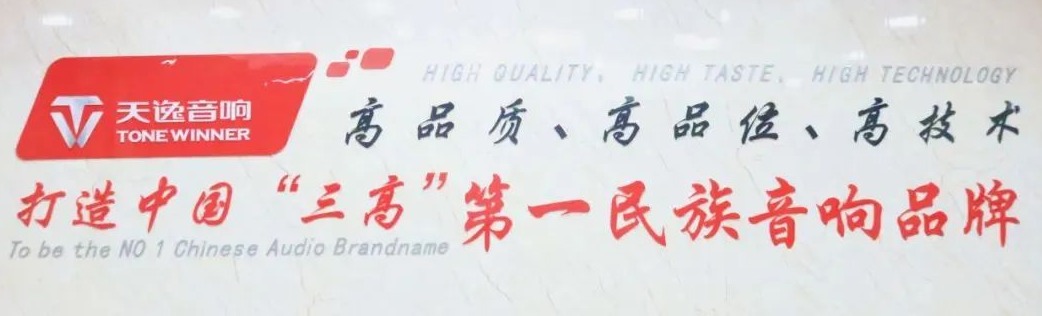 天逸音响
TONEWINNER
HIGH QUALITY, HIGH TASTE, HIGH TECHNOLOGY
高品质、高品位、高技术
打造中国“三高”第一民族音响品牌
To be the NO 1 Chinese Audio Brandname